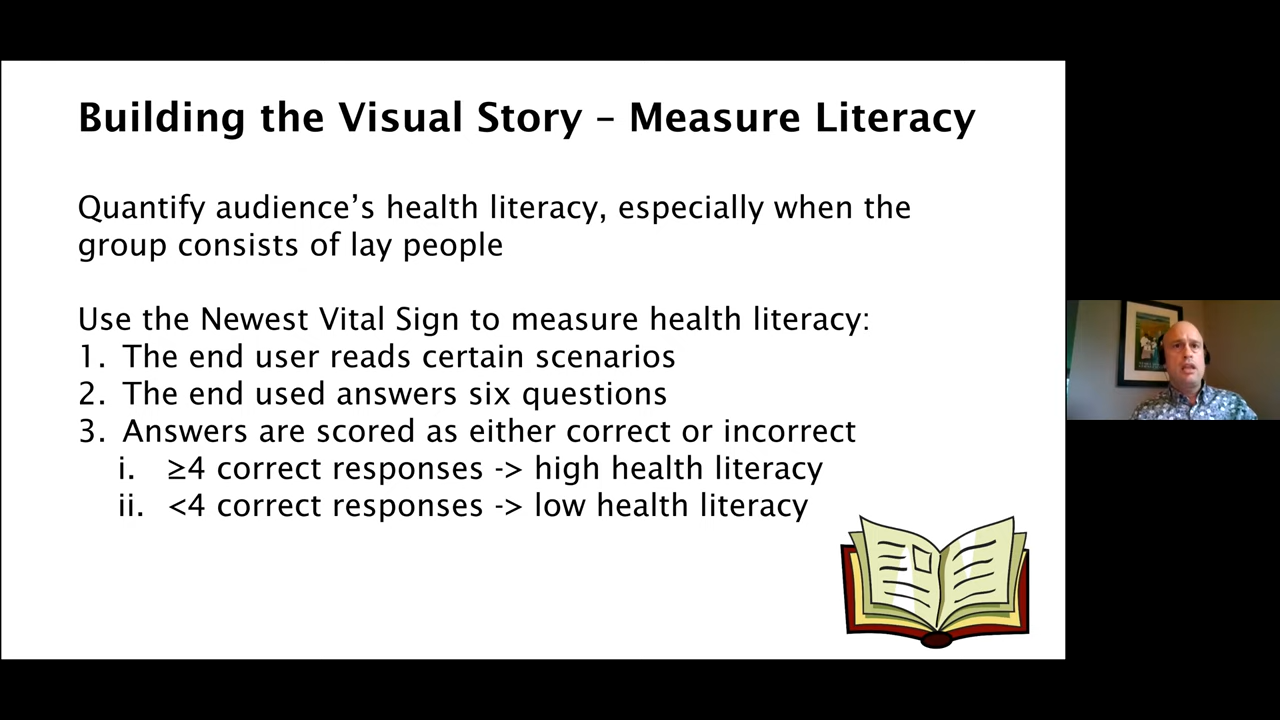 Building the Visual Story – Measure Literacy
Quantify audience’s health literacy, especially when the
group consists of lay people
Use the Newest Vital Sign to measure health literacy:
1. The end user reads certain scenarios
2. The end used answers six questions
3. Answers are scored as either correct or incorrect
i. ≥4 correct responses -> high health literacy
ii. <4 correct responses -> low health literacy